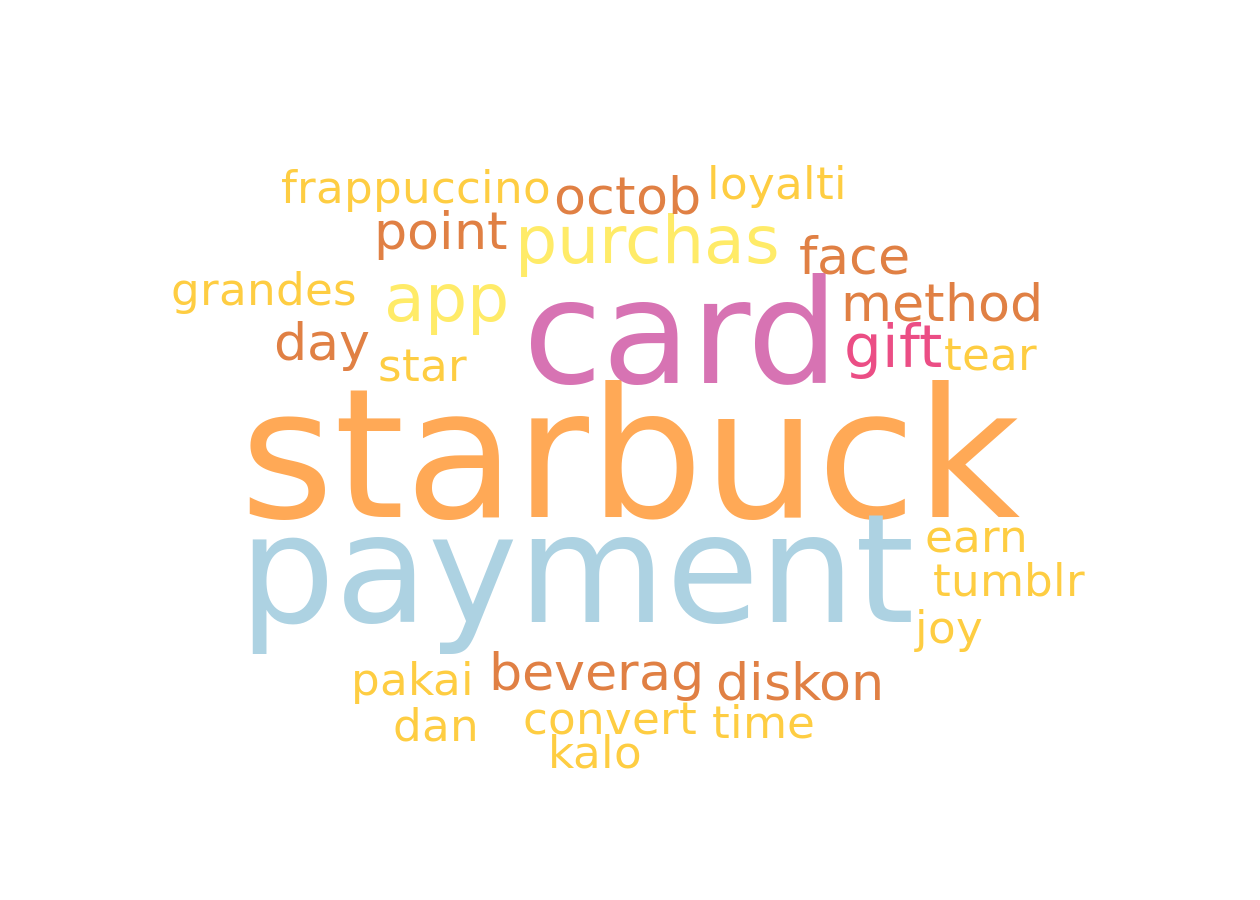 frappuccino octob loyalti
point purchas face
grandes app card method
day star gift tear
starbuck
payment earn
tumblr
joy
pakai beverag diskon
dan convert time
kalo